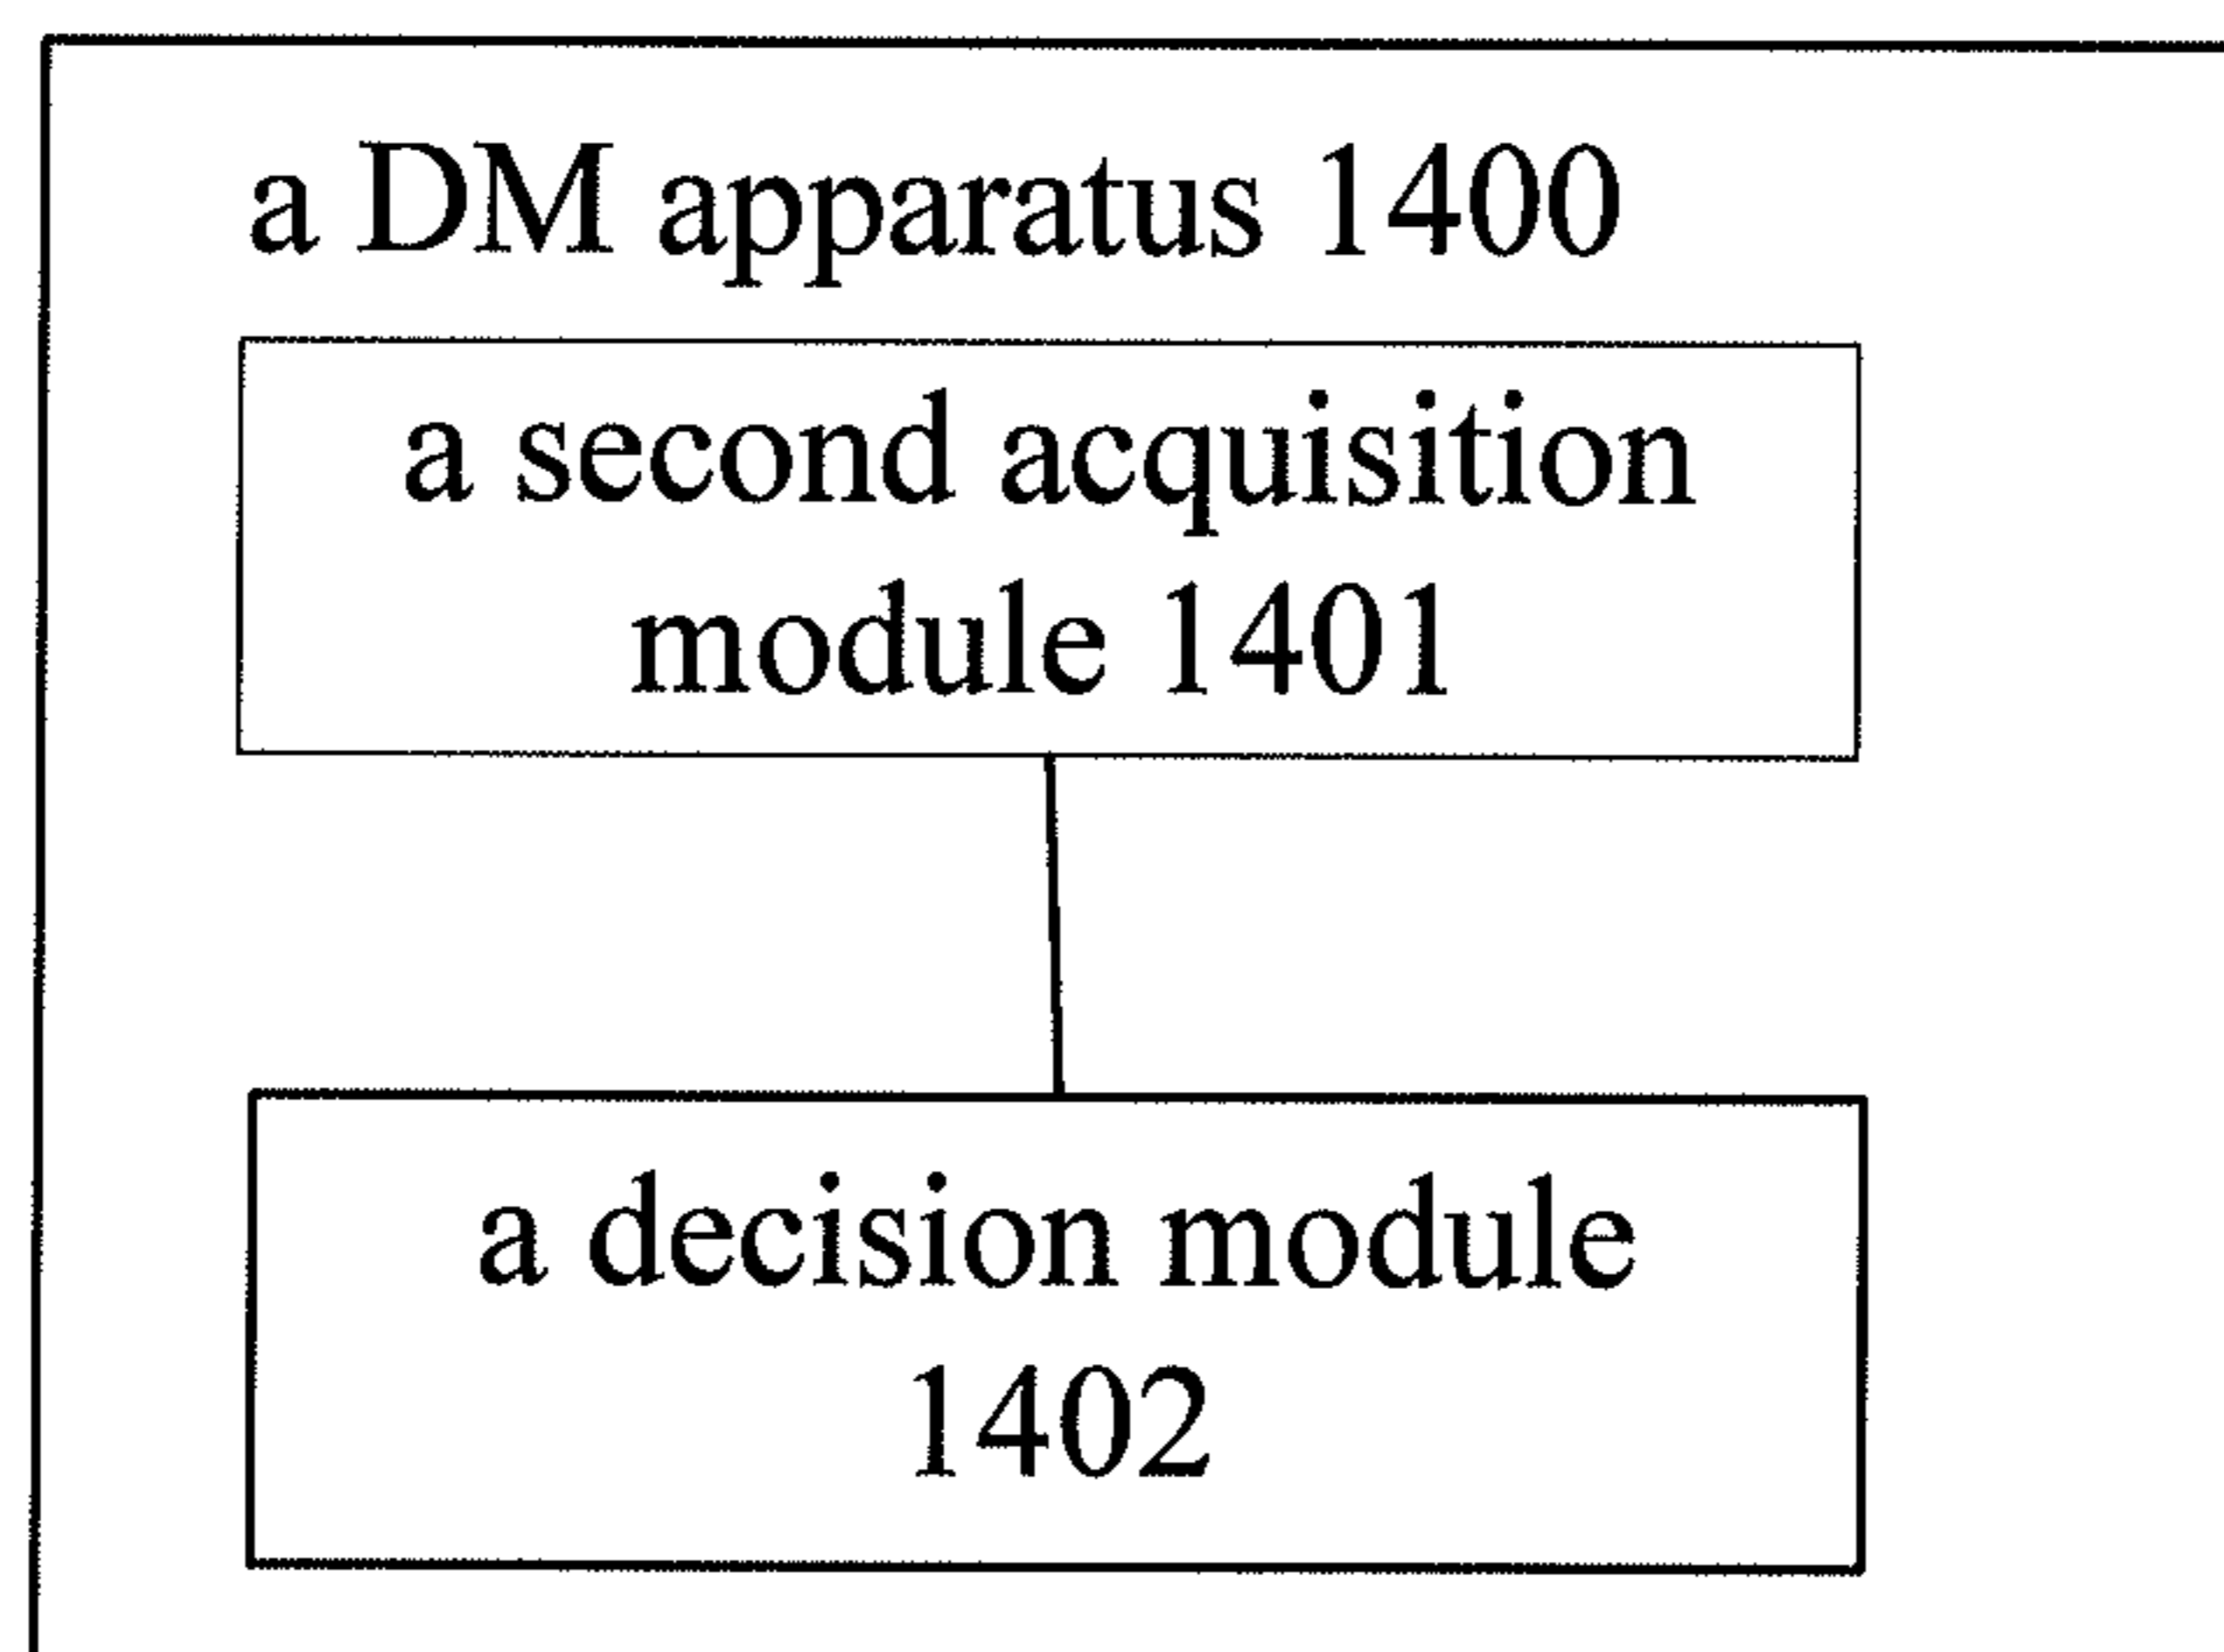 a DM apparatus 1400
a second acquisition
module 1401
a decision module
1402